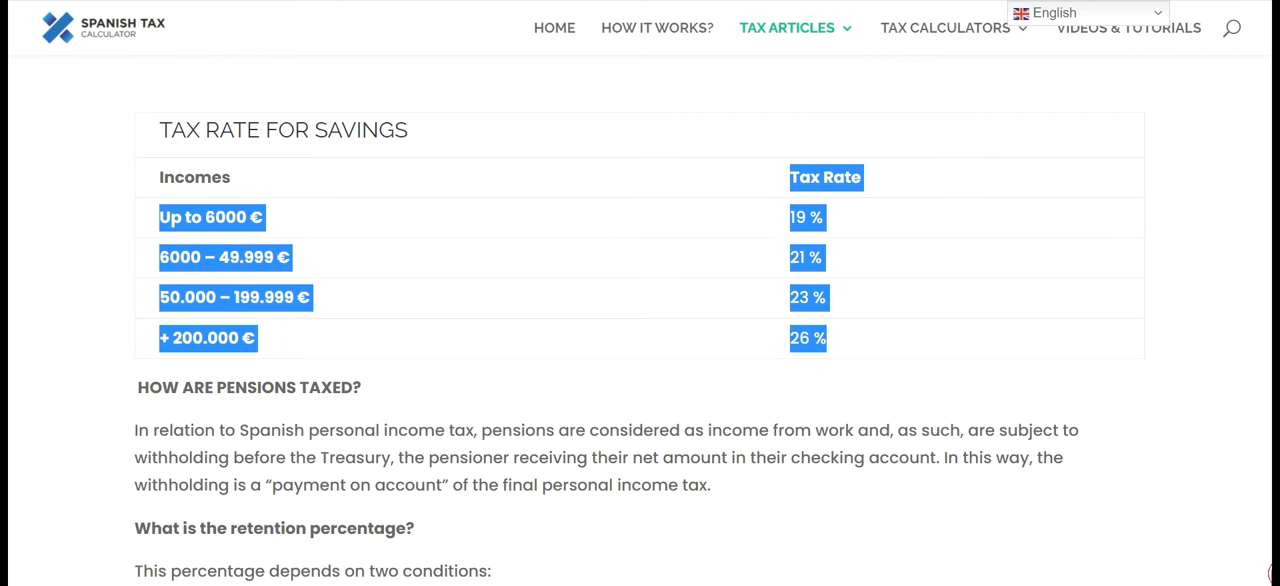 SPANISH TAX
CALCULATOR
HOME HOW IT WORKS? TAX ARTICLES TAX CALCULATORS VIDEOS & TUTORIALS
English
TAX RATE FOR SAVINGS
Incomes Tax Rate
Up to 6000 € 19 %
6000 – 49.999 € 21 %
50.000 – 199.999 € 23 %
+ 200.000 € 26 %
HOW ARE PENSIONS TAXED?
In relation to Spanish personal income tax, pensions are considered as income from work and, as such, are subject to
withholding before the Treasury, the pensioner receiving their net amount in their checking account. In this way, the
withholding is a “payment on account” of the final personal income tax.
What is the retention percentage?
This percentage depends on two conditions: